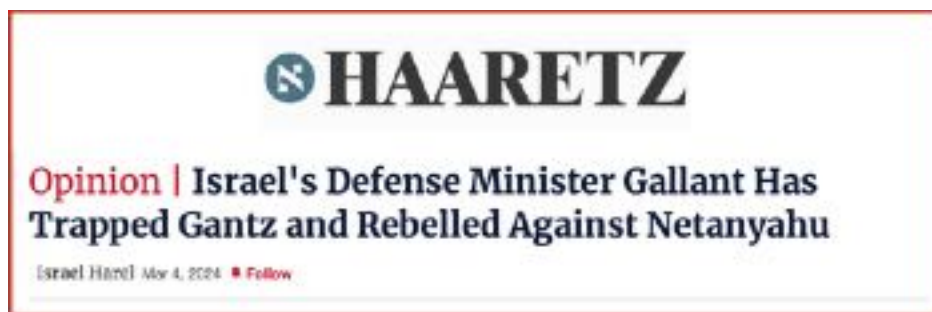 HAARETZ
Opinion | Israel's Defense Minister Gallant Has
Trapped Gantz and Rebelled Against Netanyahu
Israel Harel Mar 4, 2024 Follow